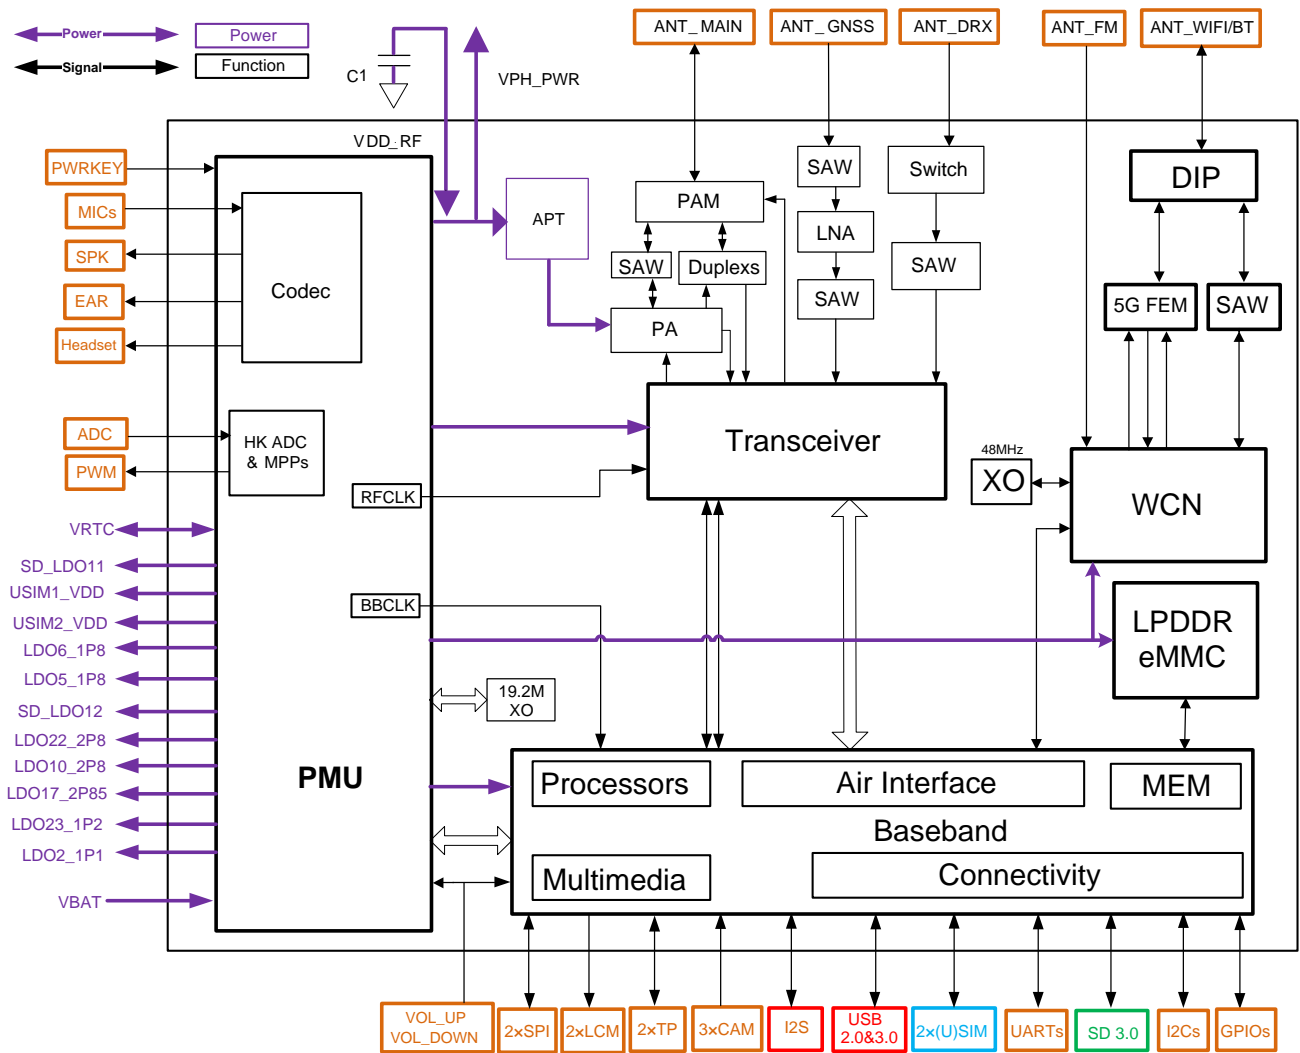 Power
Power
Signal
Function
C1
VPH_PWR
ANT_MAIN
ANT_GNSS
ANT_DRX
ANT_FM
ANT_WIFI/BT
VDD_RF
PWRKEY
MICs
SPK
EAR
Headset
ADC
PWM
Codec
HK ADC
& MPPs
RFCLK
BBCLK
APT
PAM
SAW
Duplexs
PA
SAW
LNA
SAW
Switch
SAW
DIP
5G FEM
SAW
Transceiver
48MHz
XO
WCN
LPDDR
eMMC
VRTC
SD_LDO11
USIM1_VDD
USIM2_VDD
LDO6_1P8
LDO5_1P8
SD_LDO12
LDO22_2P8
LDO10_2P8
LDO17_2P85
LDO23_1P2
LDO2_1P1
VBAT
PMU
19.2M
XO
Processors
Air Interface
MEM
Baseband
Multimedia
Connectivity
VOL_UP
VOL_DOWN
2×SPI
2×LCM
2×TP
3×CAM
I2S
USB
2.0&3.0
2×(U)SIM
UARTs
SD 3.0
I2Cs
GPIOs